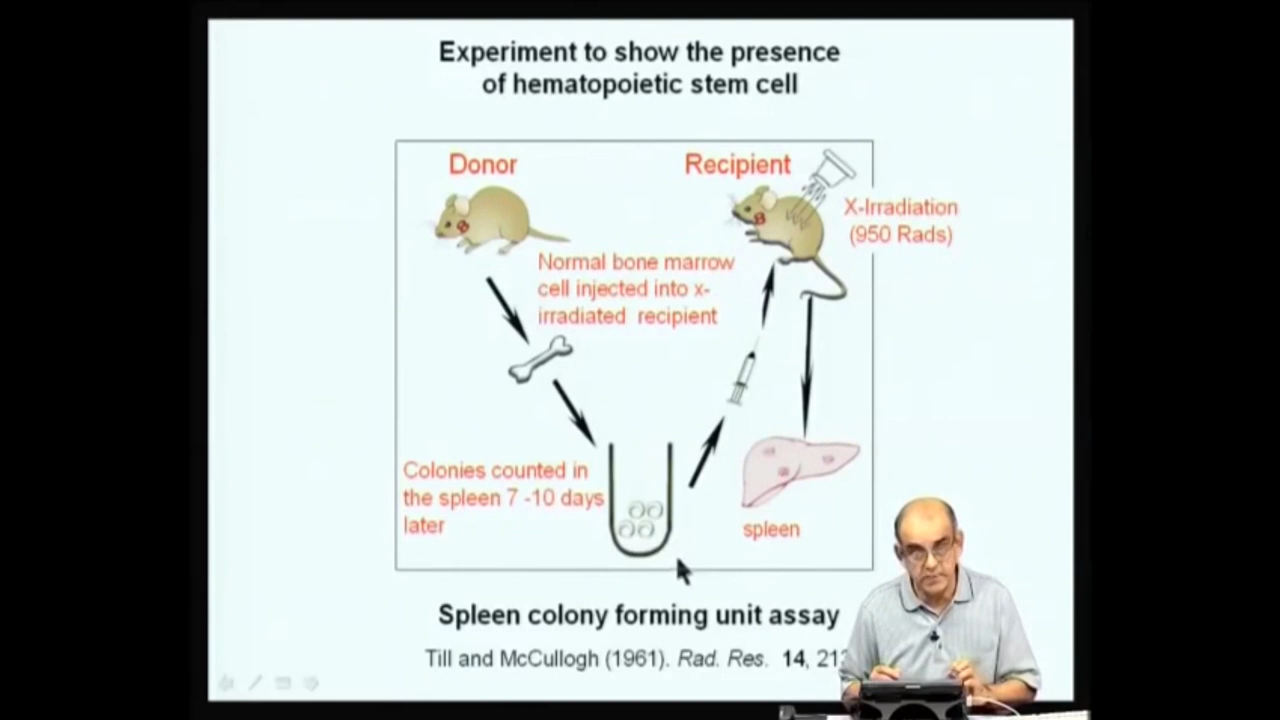 Experiment to show the presence
of hematopoietic stem cell
Donor
Recipient
X-Irradiation
(950 Rads)
Normal bone marrow
cell injected into x-
irradiated recipient
Colonies counted in
the spleen 7 -10 days
later
spleen
Spleen colony forming unit assay
Till and McCullogh (1961). Rad. Res. 14,